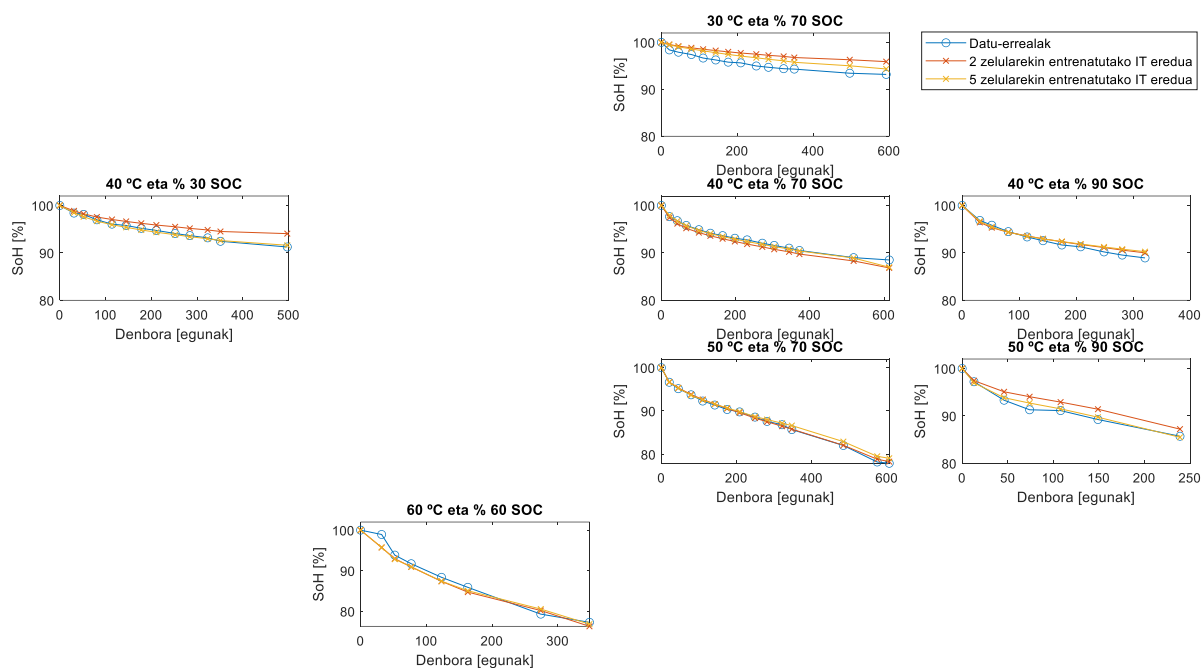 30 ºC eta % 70 SOC
100
90
80
SoH [%]
0 200 400 600
Denbora [egunak]
Datu-errealak
2 zelularekin entrenatutako IT eredua
5 zelularekin entrenatutako IT eredua
40 ºC eta % 30 SOC
100
90
80
SoH [%]
0 100 200 300 400 500
Denbora [egunak]
40 ºC eta % 70 SOC
100
90
80
SoH [%]
0 200 400 600
Denbora [egunak]
40 ºC eta % 90 SOC
100
90
80
SoH [%]
0 100 200 300 400
Denbora [egunak]
50 ºC eta % 70 SOC
100
90
80
SoH [%]
0 200 400 600
Denbora [egunak]
50 ºC eta % 90 SOC
100
90
80
SoH [%]
0 50 100 150 200 250
Denbora [egunak]
60 ºC eta % 60 SOC
100
90
80
SoH [%]
0 100 200 300
Denbora [egunak]